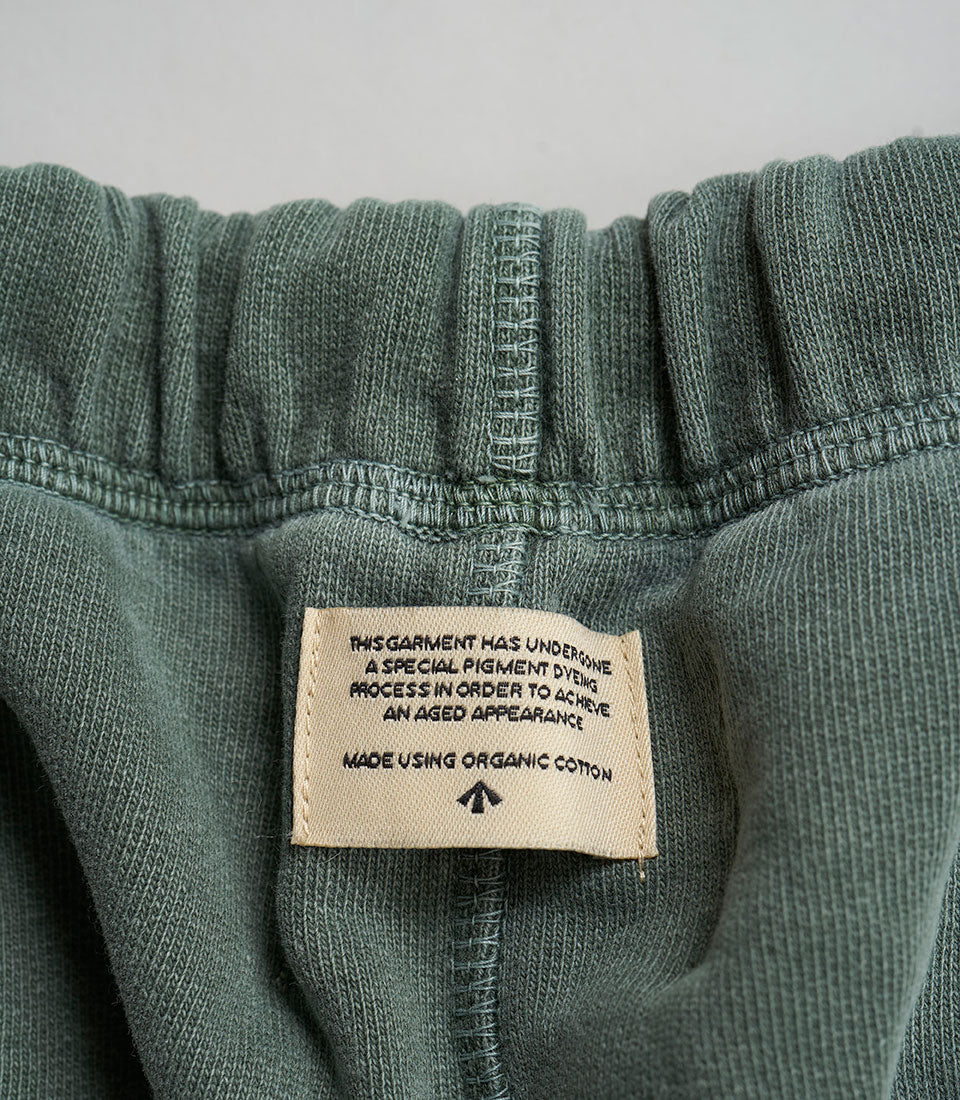 THIS GARMENT HAS UNDERGONE
A SPECIAL PIGMENT DYEING
PROCESS IN ORDER TO ACHIEVE
AN AGED APPEARANCE
MADE USING ORGANIC COTTON